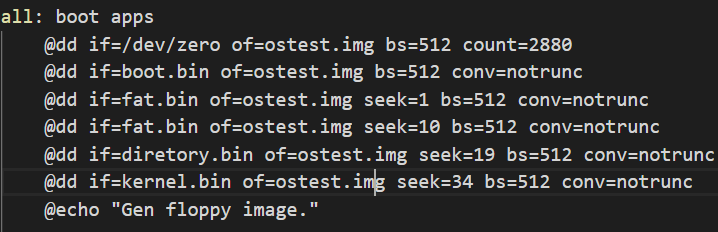 all: boot apps
@dd if=/dev/zero of=ostest.img bs=512 count=2880
@dd if=boot.bin of=ostest.img bs=512 conv=notrunc
@dd if=fat.bin of=ostest.img seek=1 bs=512 conv=notrunc
@dd if=fat.bin of=ostest.img seek=10 bs=512 conv=notrunc
@dd if=diretory.bin of=ostest.img seek=19 bs=512 conv=notrunc
@dd if=kernel.bin of=ostest.img seek=34 bs=512 conv=notrunc
@echo "Gen floppy image."